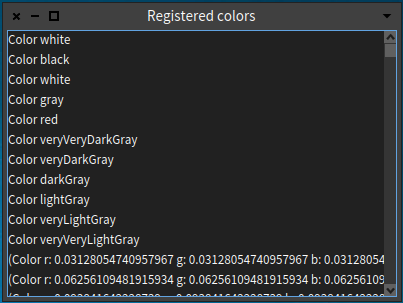 Registered colors
Color white
Color black
Color white
Color gray
Color red
Color veryVeryDarkGray
Color veryDarkGray
Color darkGray
Color lightGray
Color veryLightGray
Color veryVeryLightGray
(Color r: 0.03128054740957967 g: 0.03128054740957967 b: 0.03128054
(Color r: 0.06256109481915934 g: 0.06256109481915934 b: 0.06256109